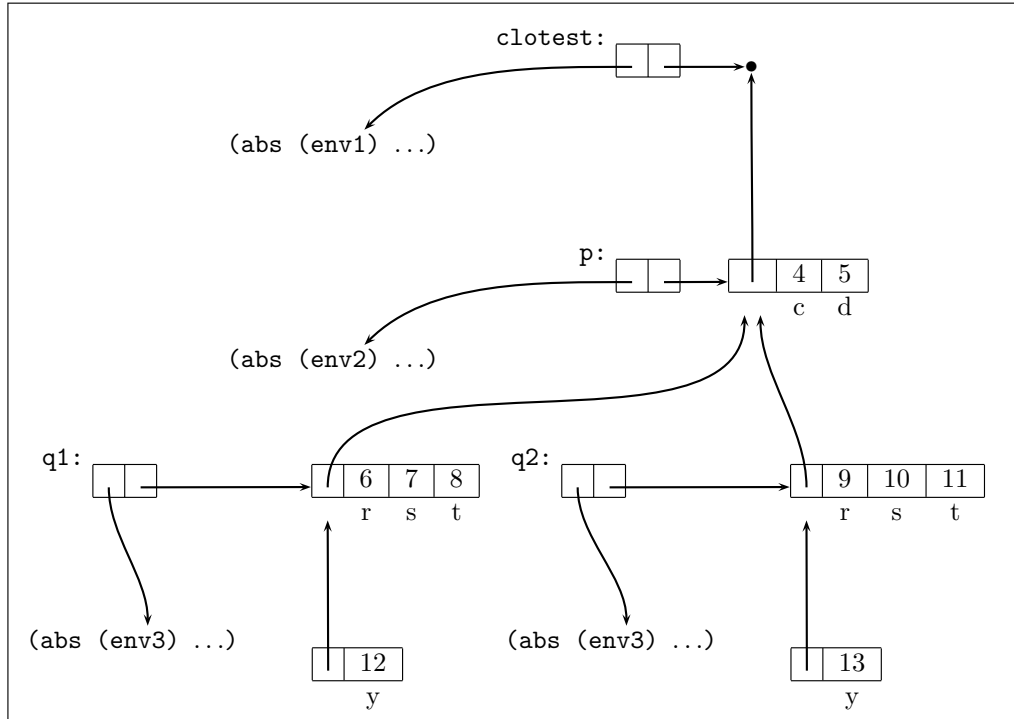 clotest:
(abs (env1) ...)
p:
4 5
c d
(abs (env2) ...)
q1:
6 7 8
r s t
q2:
9 10 11
r s t
(abs (env3) ...)
(abs (env3) ...)
12
y
13
y